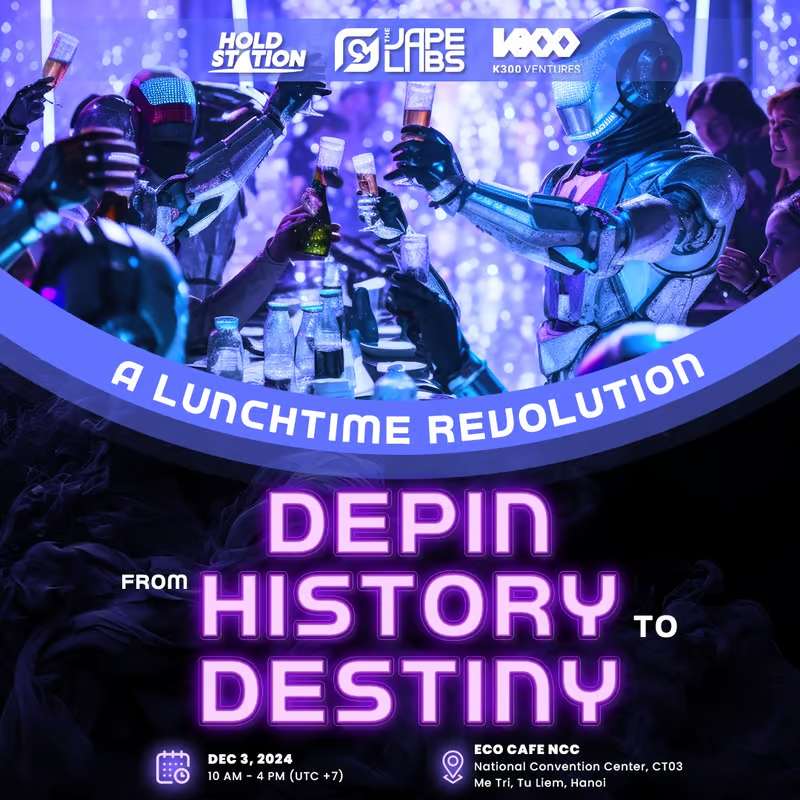 HOLD STATION
THE JAPE LABS
K300 VENTURES
A LUNCHTIME REVOLUTION
DEPIN
FROM HISTORY TO
DESTINY
DEC 3, 2024
10 AM - 4 PM (UTC +7)
ECO CAFE NCC
National Convention Center, CT03
Me Tri, Tu Liem, Hanoi